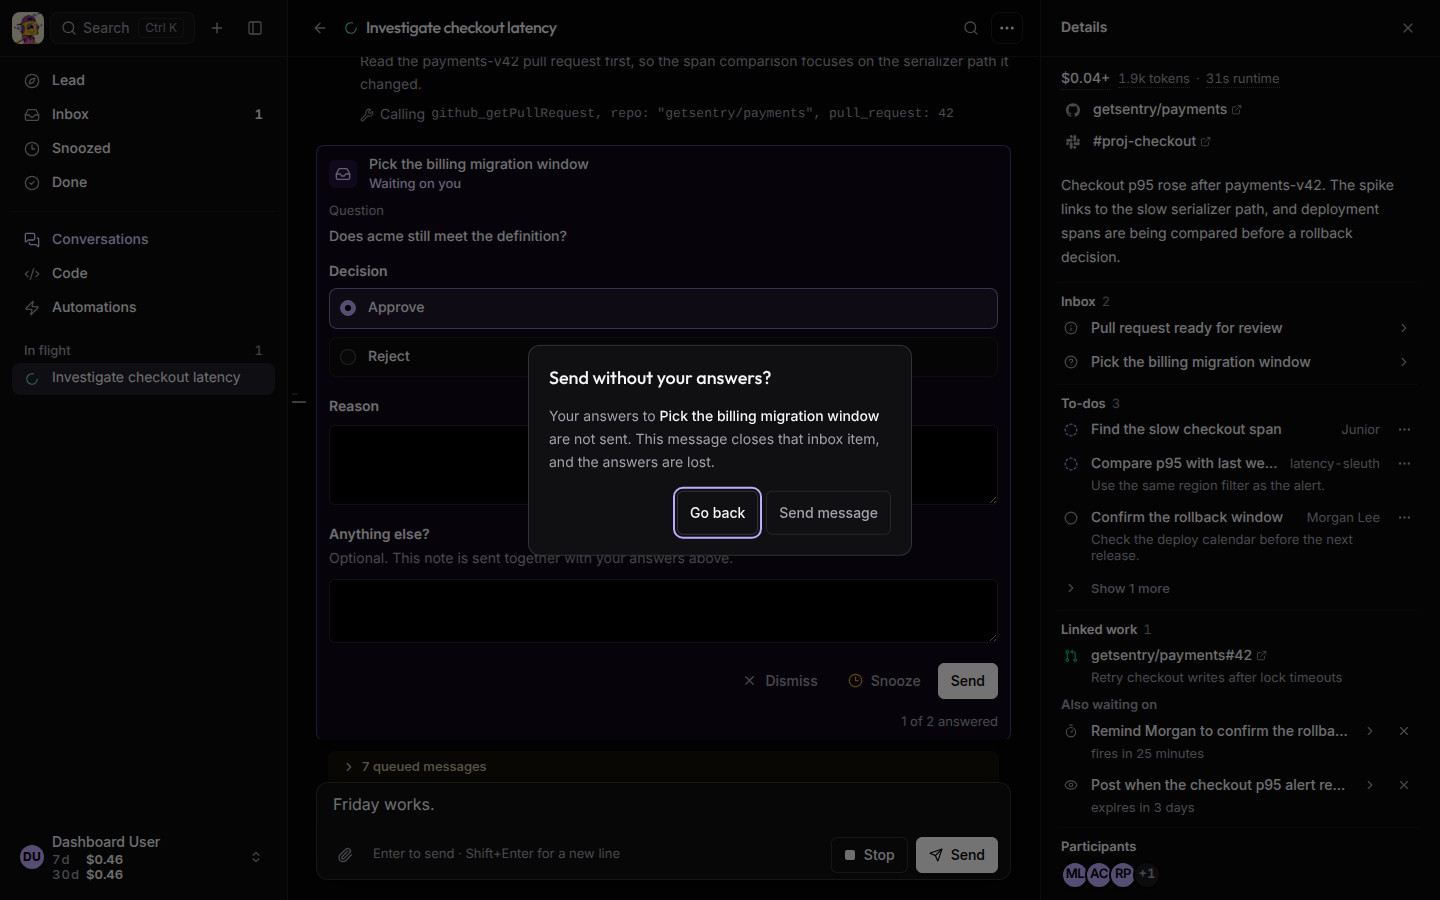 Search Ctrl K
Lead
Inbox 1
Snoozed
Done
Conversations
Code
Automations
In flight 1
Investigate checkout latency
Dashboard User
DU
7d $0.46
30d $0.46
Investigate checkout latency
Read the payments-v42 pull request first, so the span comparison focuses on the serializer path it
changed.
Calling github_getPullRequest, repo: "getsentry/payments", pull_request: 42
Pick the billing migration window
Waiting on you
Question
Does acme still meet the definition?
Decision
Approve
Reject
Reason
Anything else?
Optional. This note is sent together with your answers above.
Dismiss Snooze Send
1 of 2 answered
7 queued messages
Friday works.
Enter to send · Shift+Enter for a new line
Stop Send
Send without your answers?
Your answers to Pick the billing migration window
are not sent. This message closes that inbox item,
and the answers are lost.
Go back Send message
Details
$0.04+ 1.9k tokens · 31s runtime
getsentry/payments
#proj-checkout
Checkout p95 rose after payments-v42. The spike
links to the slow serializer path, and deployment
spans are being compared before a rollback
decision.
Inbox 2
Pull request ready for review
Pick the billing migration window
To-dos 3
Find the slow checkout span Junior
Compare p95 with last we... latency-sleuth
Use the same region filter as the alert.
Confirm the rollback window Morgan Lee
Check the deploy calendar before the next
release.
Show 1 more
Linked work 1
getsentry/payments#42
Retry checkout writes after lock timeouts
Also waiting on
Remind Morgan to confirm the rollba...
fires in 25 minutes
Post when the checkout p95 alert re...
expires in 3 days
Participants
ML AC RP +1